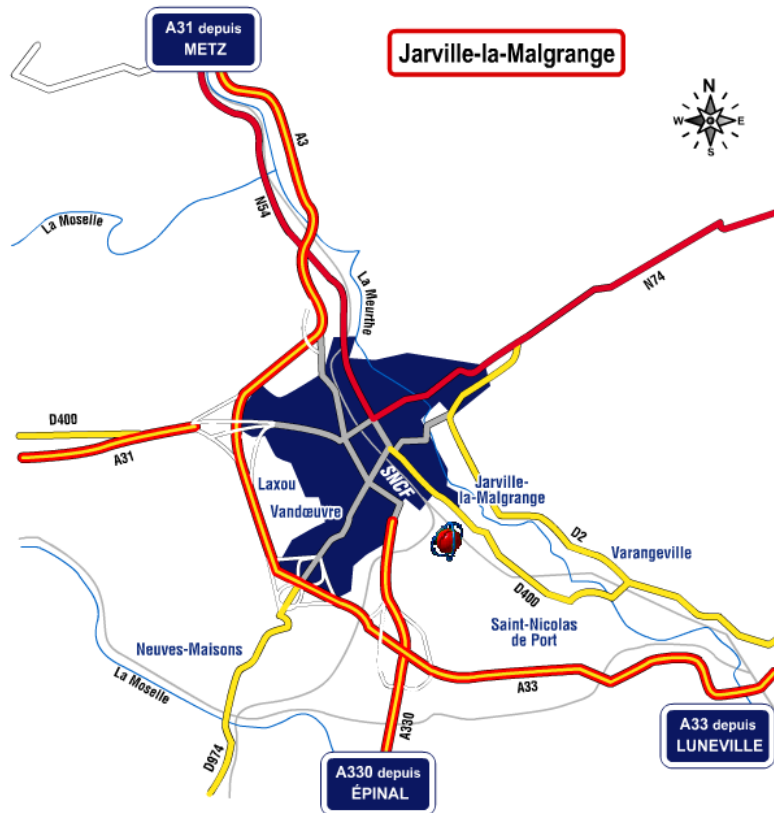 A31 depuis
METZ
Jarville-la-Malgrange
N
W
E
S
A3
N54
La Moselle
La Meurthe
N74
D400
A31
Laxou
Vandœuvre
SNCF
Jarville-
la-Malgrange
D2
Varangeville
D400
Saint-Nicolas
de Port
Neuves-Maisons
La Moselle
A33
A330
D974
A33 depuis
LUNEVILLE
A330 depuis
ÉPINAL